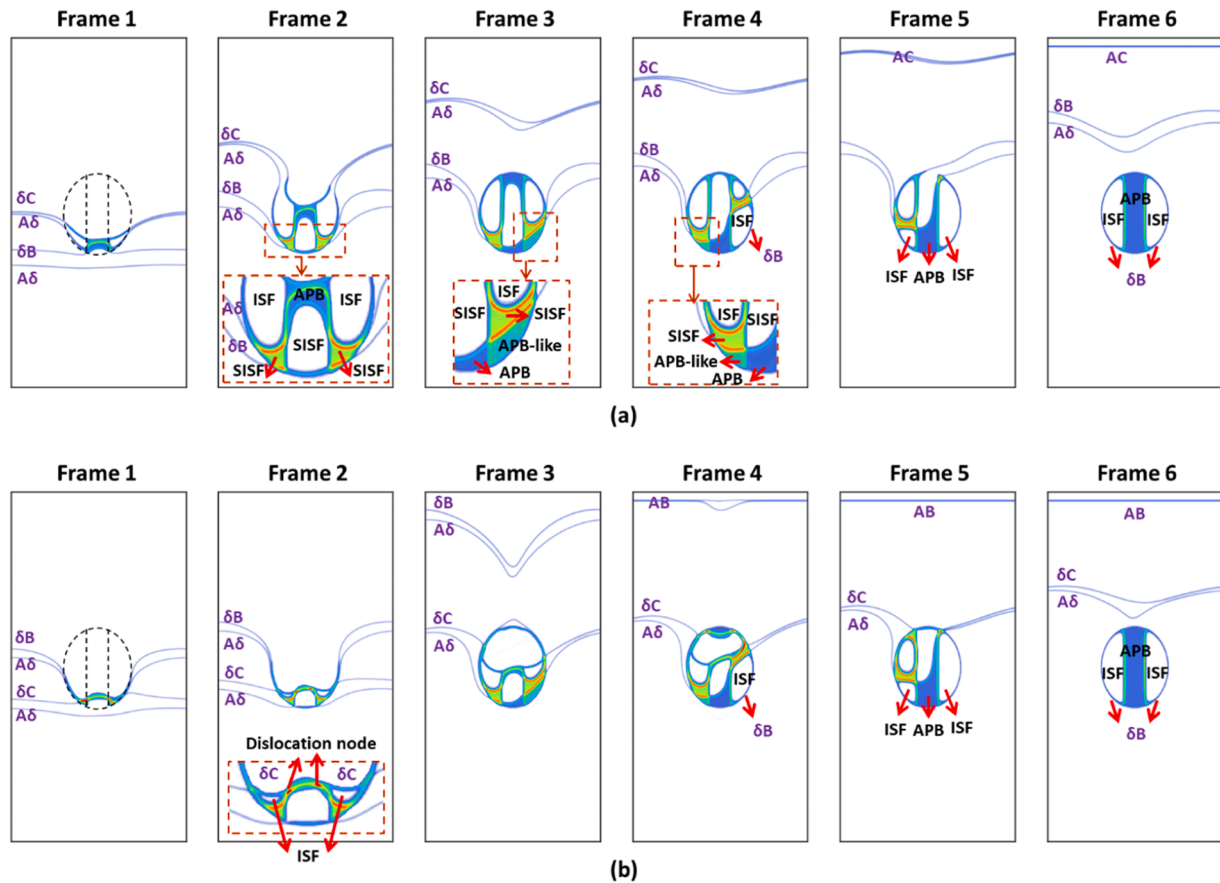 Frame 1 Frame 2 Frame 3 Frame 4 Frame 5 Frame 6
δC
Aδ
δB
Aδ
δC
Aδ
δB
Aδ
ISF APB ISF
Aδ
SISF
δB
SISF SISF
δC
Aδ
δB
Aδ
ISF
SISF SISF
APB-like
APB
δC
Aδ
δB
Aδ
ISF
δB
ISF SISF
SISF
APB-like
APB
AC
ISF APB ISF
AC
δB
Aδ
APB
ISF ISF
δB
(a)
Frame 1 Frame 2 Frame 3 Frame 4 Frame 5 Frame 6
δB
Aδ
δC
Aδ
δB
Aδ
δC
Aδ
Dislocation node
δC δC
ISF
δB
Aδ
δC
Aδ
AB
δC
Aδ
ISF
δB
AB
δC
Aδ
ISF APB ISF
AB
δC
Aδ
APB
ISF ISF
δB
(b)